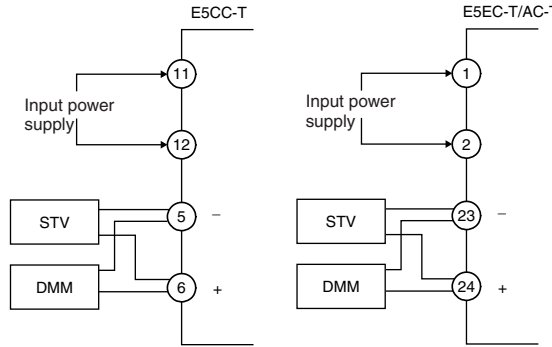 E5CC-T
11
Input power
supply
12
STV
5
−
DMM
6
+
E5EC-T/AC-T
1
Input power
supply
2
STV
23
−
DMM
24
+